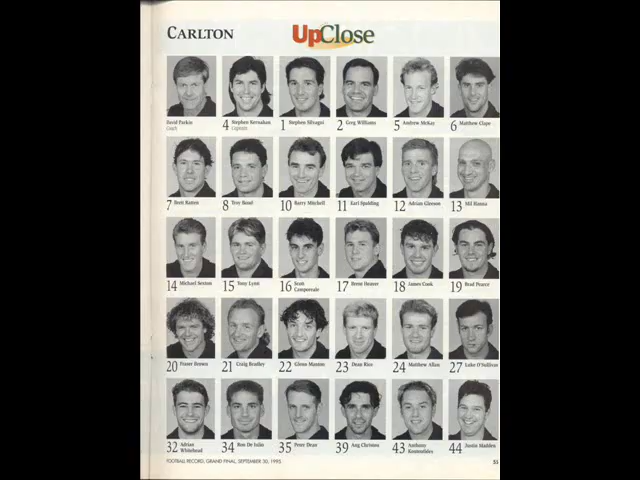 CARLTON
UpClose
David Parkin
Coach
4 Stephen Kernahan
Captain
1 Stephen Silvagni
2 Greg Williams
5 Andrew McKay
6 Matthew Clape
7 Brett Ratten
8 Troy Bond
10 Barry Mitchell
11 Earl Spalding
12 Adrian Gleeson
13 Mil Hanna
14 Michael Sexton
15 Tony Lynn
16 Scott
Camporeale
17 Brent Heaver
18 James Cook
19 Brad Pearce
20 Fraser Brown
21 Craig Bradley
22 Glenn Manton
23 Dean Rice
24 Matthew Allan
27 Luke O'Sullivan
32 Adrian
Whitehead
34 Ron De Iulio
35 Peter Dean
39 Ang Christou
43 Anthony
Koutoufides
44 Justin Madden
FOOTBALL RECORD, GRAND FINAL, SEPTEMBER 30, 1995
55